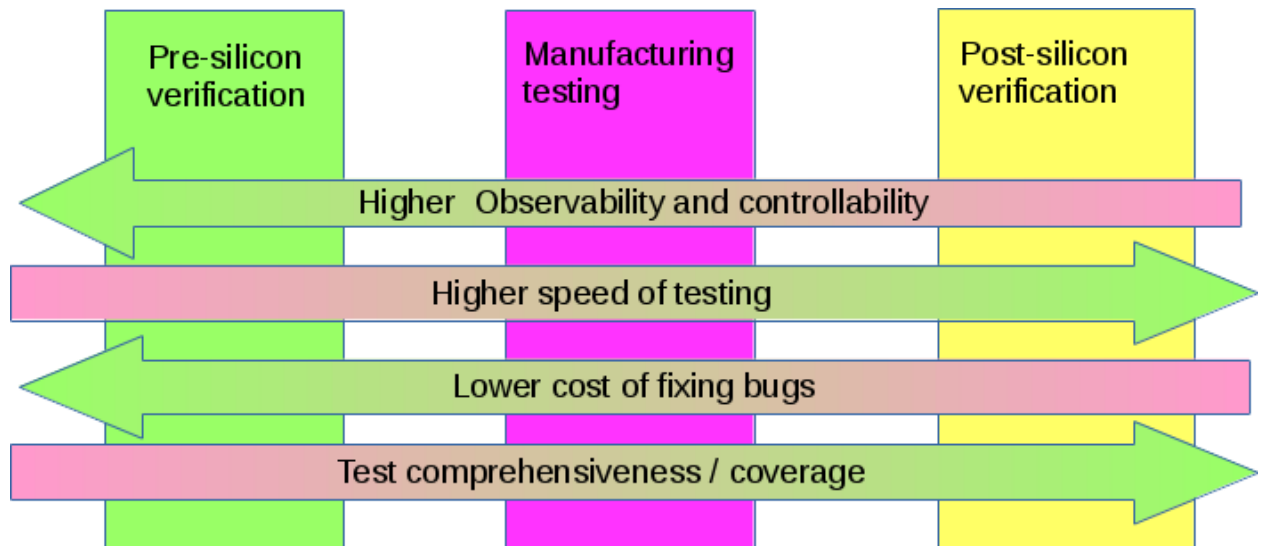 Pre-silicon
verification
Manufacturing
testing
Post-silicon
verification
Higher Observability and controllability
Higher speed of testing
Lower cost of fixing bugs
Test comprehensiveness / coverage